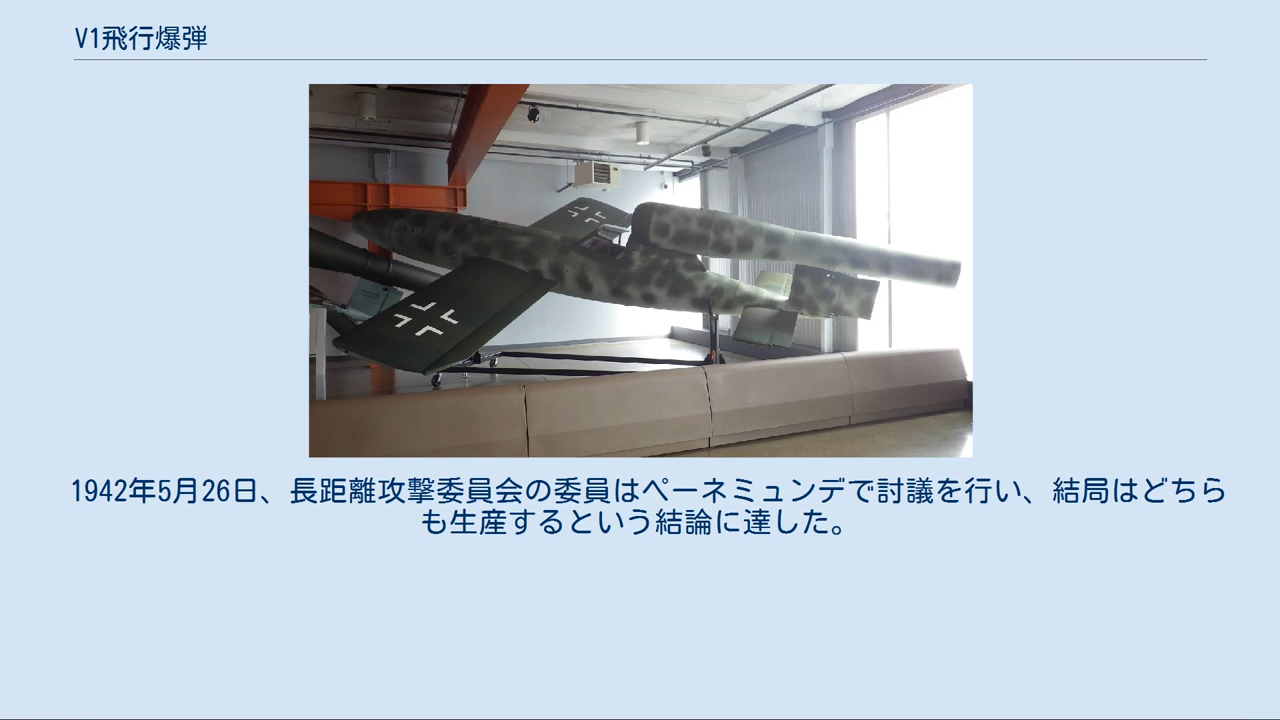 V1飛行爆弾
1942年5月26日、長距離攻撃委員会の委員はペーネミュンデで討議を行い、結局はどちら
も生産するという結論に達した。